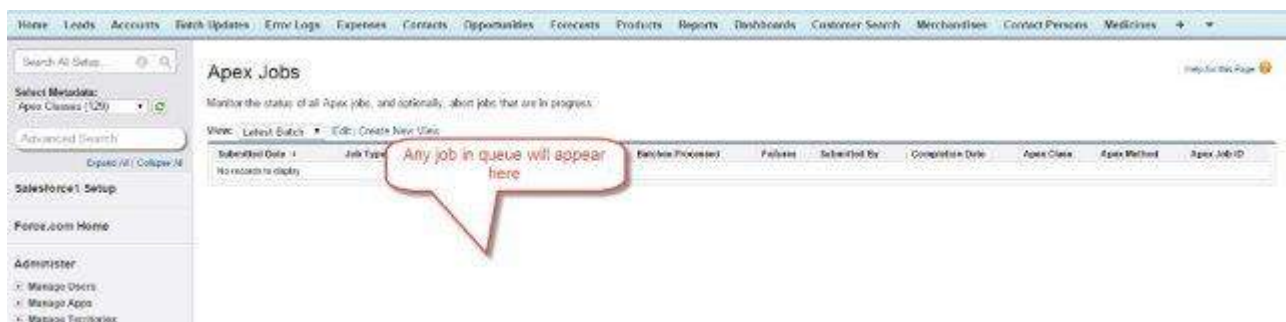 Home Leads Accounts Batch Updates Error Logs Expenses Contacts Opportunities Forecasts Products Reports Dashboards Customer Search Merchandises Contact Persons Medicines
Search All Setup...
Select Metadata:
Apex Classes (129)
Advanced Search
Expand All | Collapse All
Salesforce1 Setup
Force.com Home
Administer
Manage Users
Manage Apps
Manage Territories
Apex Jobs
Help for this Page
Monitor the status of all Apex jobs, and optionally, abort jobs that are in progress.
View: Latest Batch Edit | Create New View
Submitted Date Job Type Batches Processed Failures Submitted By Completion Date Apex Class Apex Method Apex Job ID
No records to display
Any job in queue will appear
here